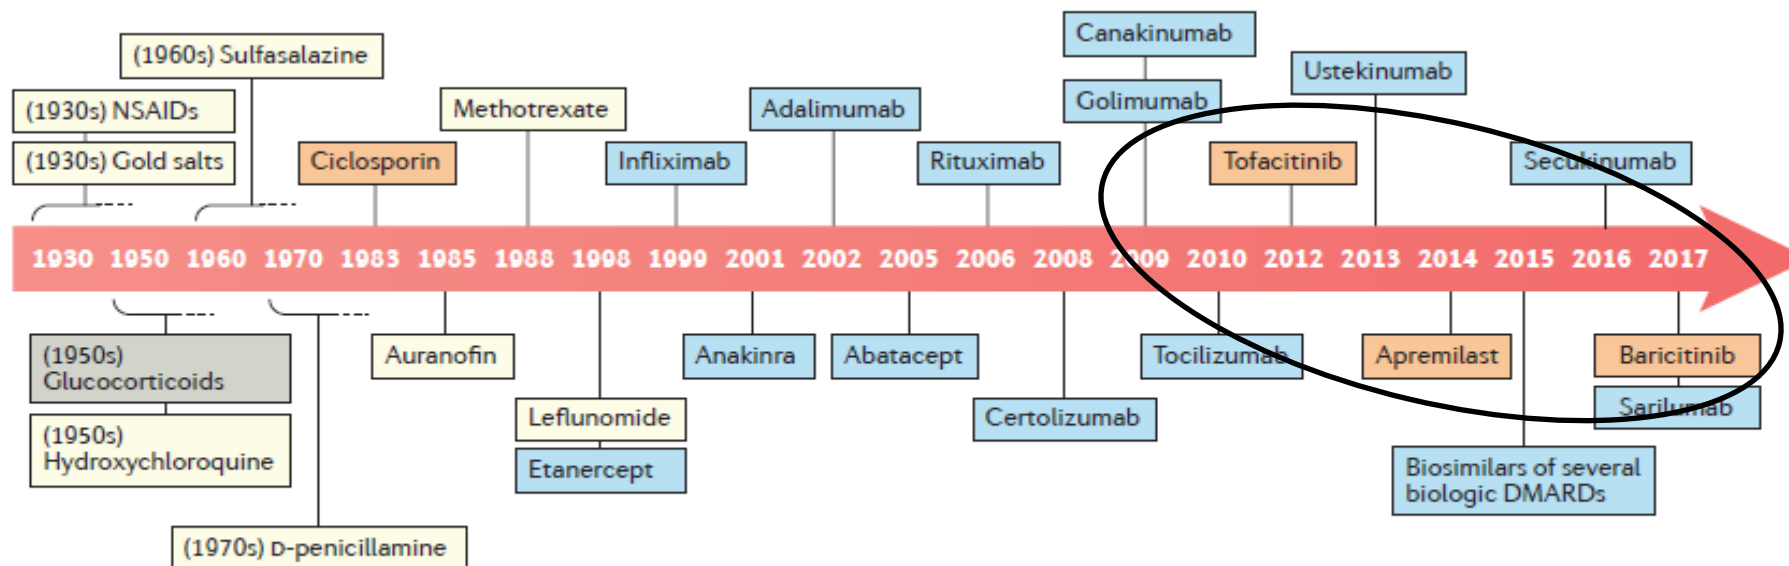 Canakinumab
(1960s) Sulfasalazine
Ustekinumab
(1930s) NSAIDs
Methotrexate
Adalimumab
Golimumab
(1930s) Gold salts
Ciclosporin
Infliximab
Rituximab
Tofacitinib
Secukinumab
1930 1950 1960 1970 1983 1985 1988 1998 1999 2001 2002 2005 2006 2008 2009 2010 2012 2013 2014 2015 2016 2017
(1950s)
Glucocorticoids
Auranofin
Anakinra
Abatacept
Tocilizumab
Apremilast
Baricitinib
(1950s)
Hydroxychloroquine
Leflunomide
Certolizumab
Sarilumab
Etanercept
Biosimilars of several
biologic DMARDs
(1970s) D-penicillamine